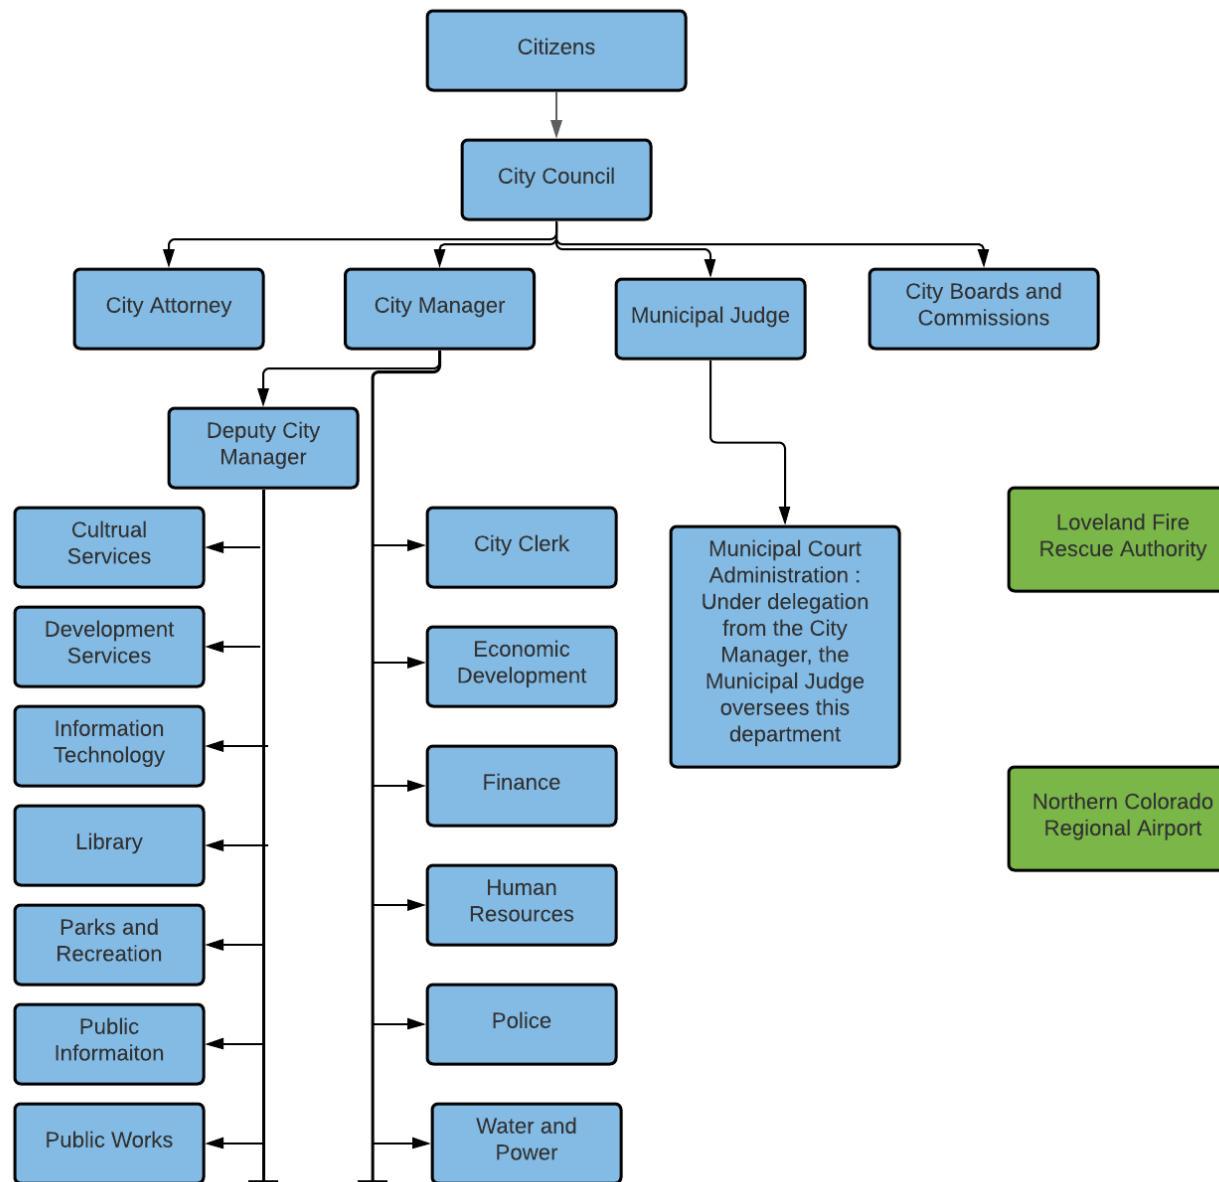 Citizens
City Council
City Attorney
City Manager
Municipal Judge
City Boards and
Commissions
Deputy City
Manager
Cultrual
Services
Development
Services
Information
Technology
Library
Parks and
Recreation
Public
Informaiton
Public Works
City Clerk
Economic
Development
Finance
Human
Resources
Police
Water and
Power
Municipal Court
Administration :
Under delegation
from the City
Manager, the
Municipal Judge
oversees this
department
Loveland Fire
Rescue Authority
Northern Colorado
Regional Airport